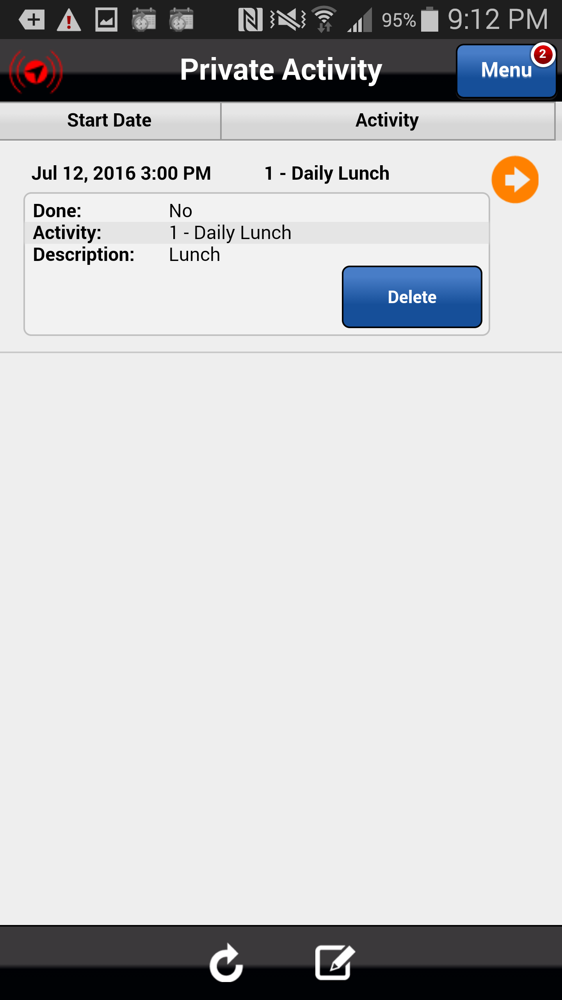 95% 9:12 PM
Private Activity
Menu
2
Start Date Activity
Jul 12, 2016 3:00 PM 1 - Daily Lunch
Done: No
Activity: 1 - Daily Lunch
Description: Lunch
Delete